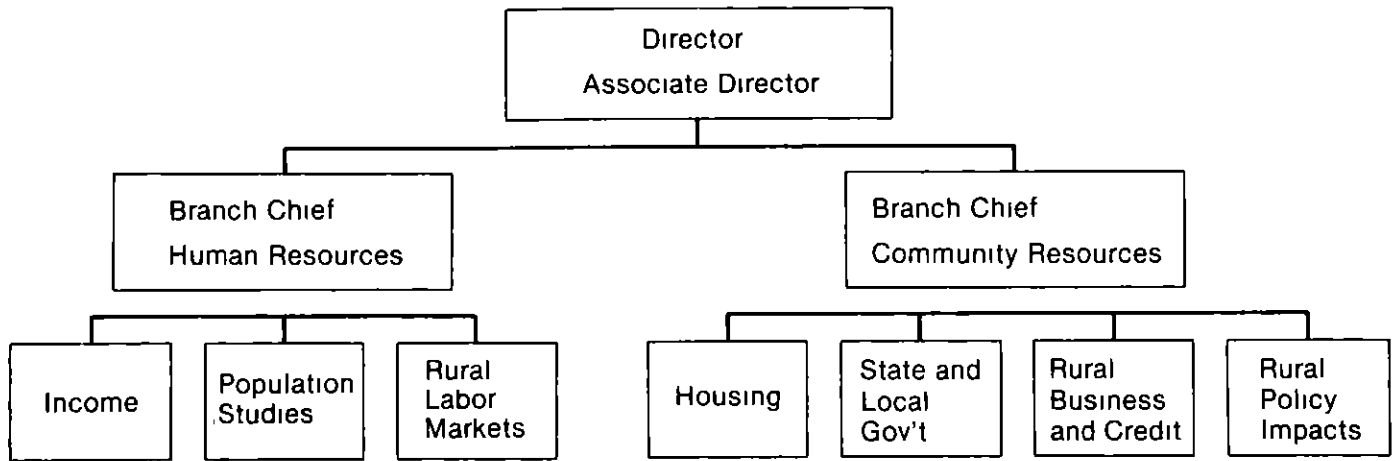 Director
Associate Director
Branch Chief
Human Resources
Branch Chief
Community Resources
Income
Population
Studies
Rural
Labor
Markets
Housing
State and
Local
Gov't
Rural
Business
and Credit
Rural
Policy
Impacts